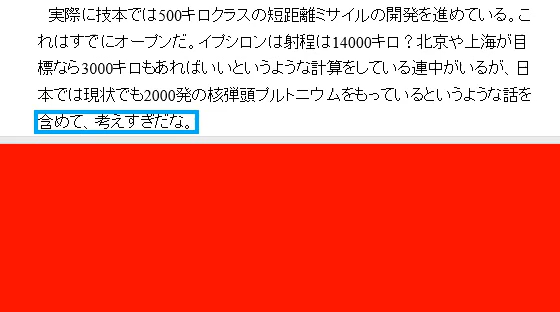 実際に技本では500キロクラスの短距離ミサイルの開発を進めている。こ
れはすでにオープンだ。イプシロンは射程は14000キロ？北京や上海が目
標なら3000キロもあればいいというような計算をしている連中がいるが、日
本では現状でも2000発の核弾頭プルトニウムをもっているというような話を
含めて、考えすぎだな。